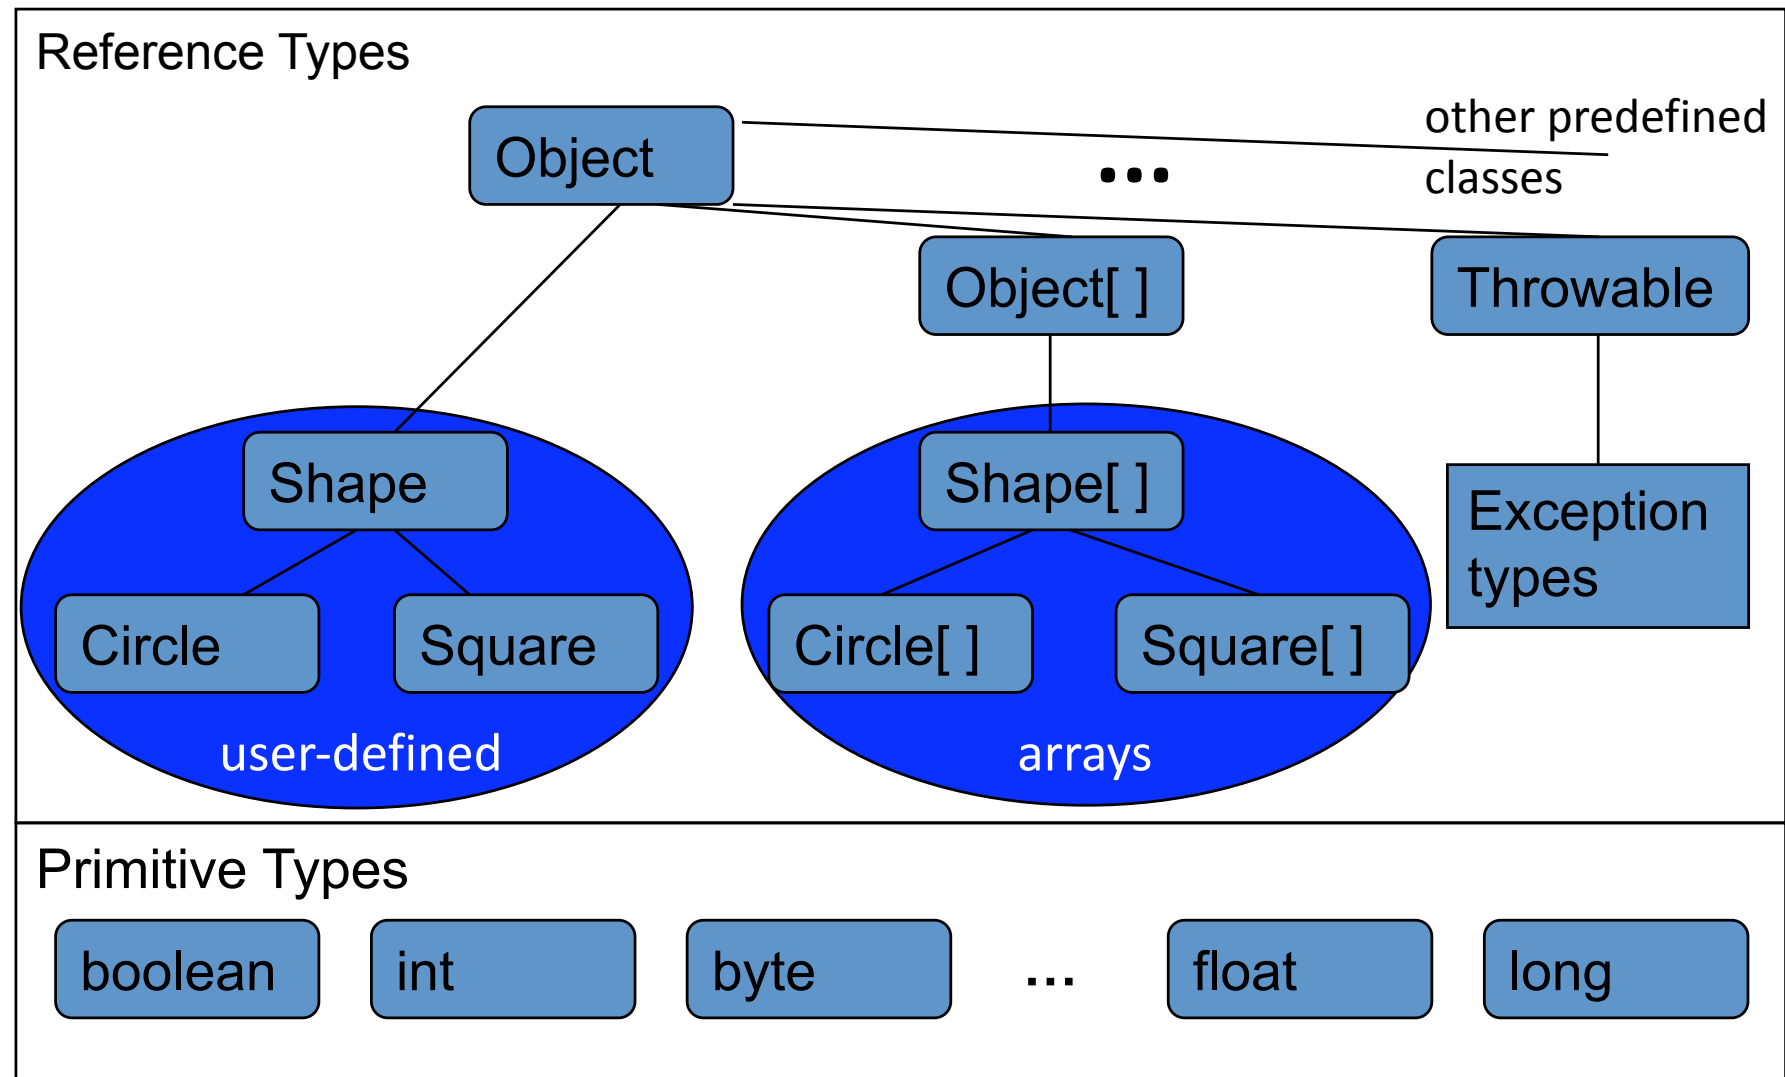 Reference Types
Object
other predefined
...
classes
Object[ ]
Throwable
Shape
Shape[ ]
Exception
types
Circle
Square
Circle[ ]
Square[ ]
user-defined
arrays
Primitive Types
boolean
int
byte
...
float
long